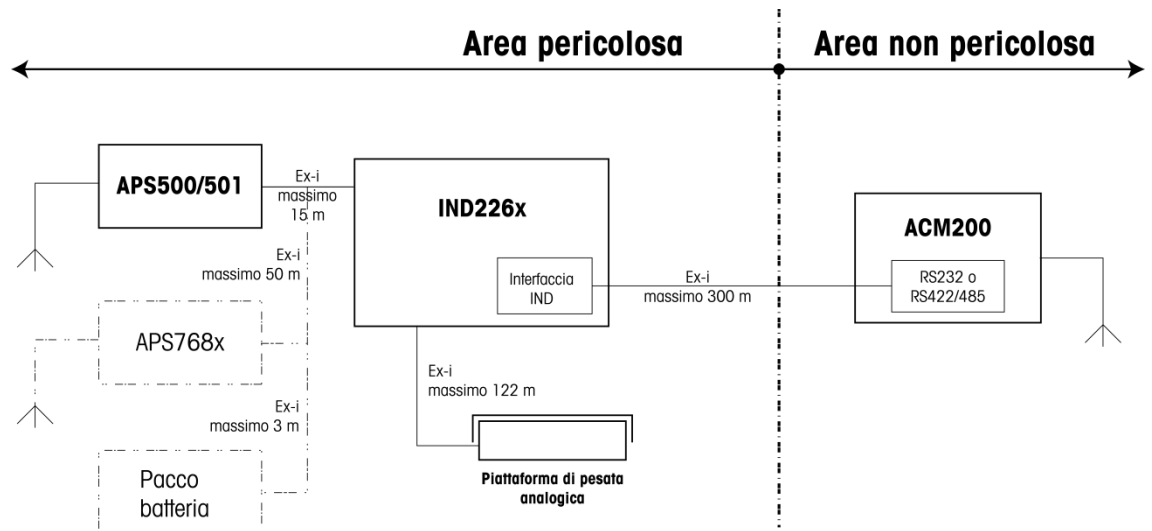 Area pericolosa
Area non pericolosa
APS500/501
Ex-i
massimo
15 m
IND226x
ACM200
Ex-i
massimo 50 m
Interfaccia
IND
Ex-i
massimo 300 m
RS232 o
RS422/485
APS768x
Ex-i
massimo 122 m
Ex-i
massimo 3 m
Pacco
batteria
Piattaforma di pesata
analogica